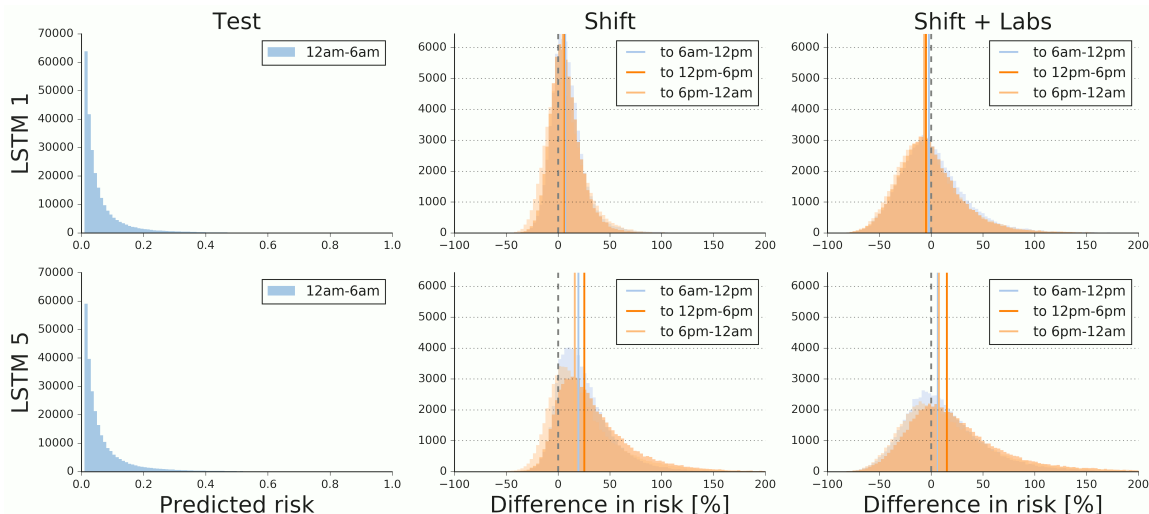 Test
Shift
Shift + Labs
LSTM 1
70000
60000
50000
40000
30000
20000
10000
0
0.0 0.2 0.4 0.6 0.8 1.0
12am-6am
6000
5000
4000
3000
2000
1000
0
−100 −50 0 50 100 150 200
to 6am-12pm
to 12pm-6pm
to 6pm-12am
6000
5000
4000
3000
2000
1000
0
−100 −50 0 50 100 150 200
to 6am-12pm
to 12pm-6pm
to 6pm-12am
LSTM 5
70000
60000
50000
40000
30000
20000
10000
0
0.0 0.2 0.4 0.6 0.8 1.0
12am-6am
Predicted risk
6000
5000
4000
3000
2000
1000
0
−100 −50 0 50 100 150 200
to 6am-12pm
to 12pm-6pm
to 6pm-12am
Difference in risk [%]
6000
5000
4000
3000
2000
1000
0
−100 −50 0 50 100 150 200
to 6am-12pm
to 12pm-6pm
to 6pm-12am
Difference in risk [%]